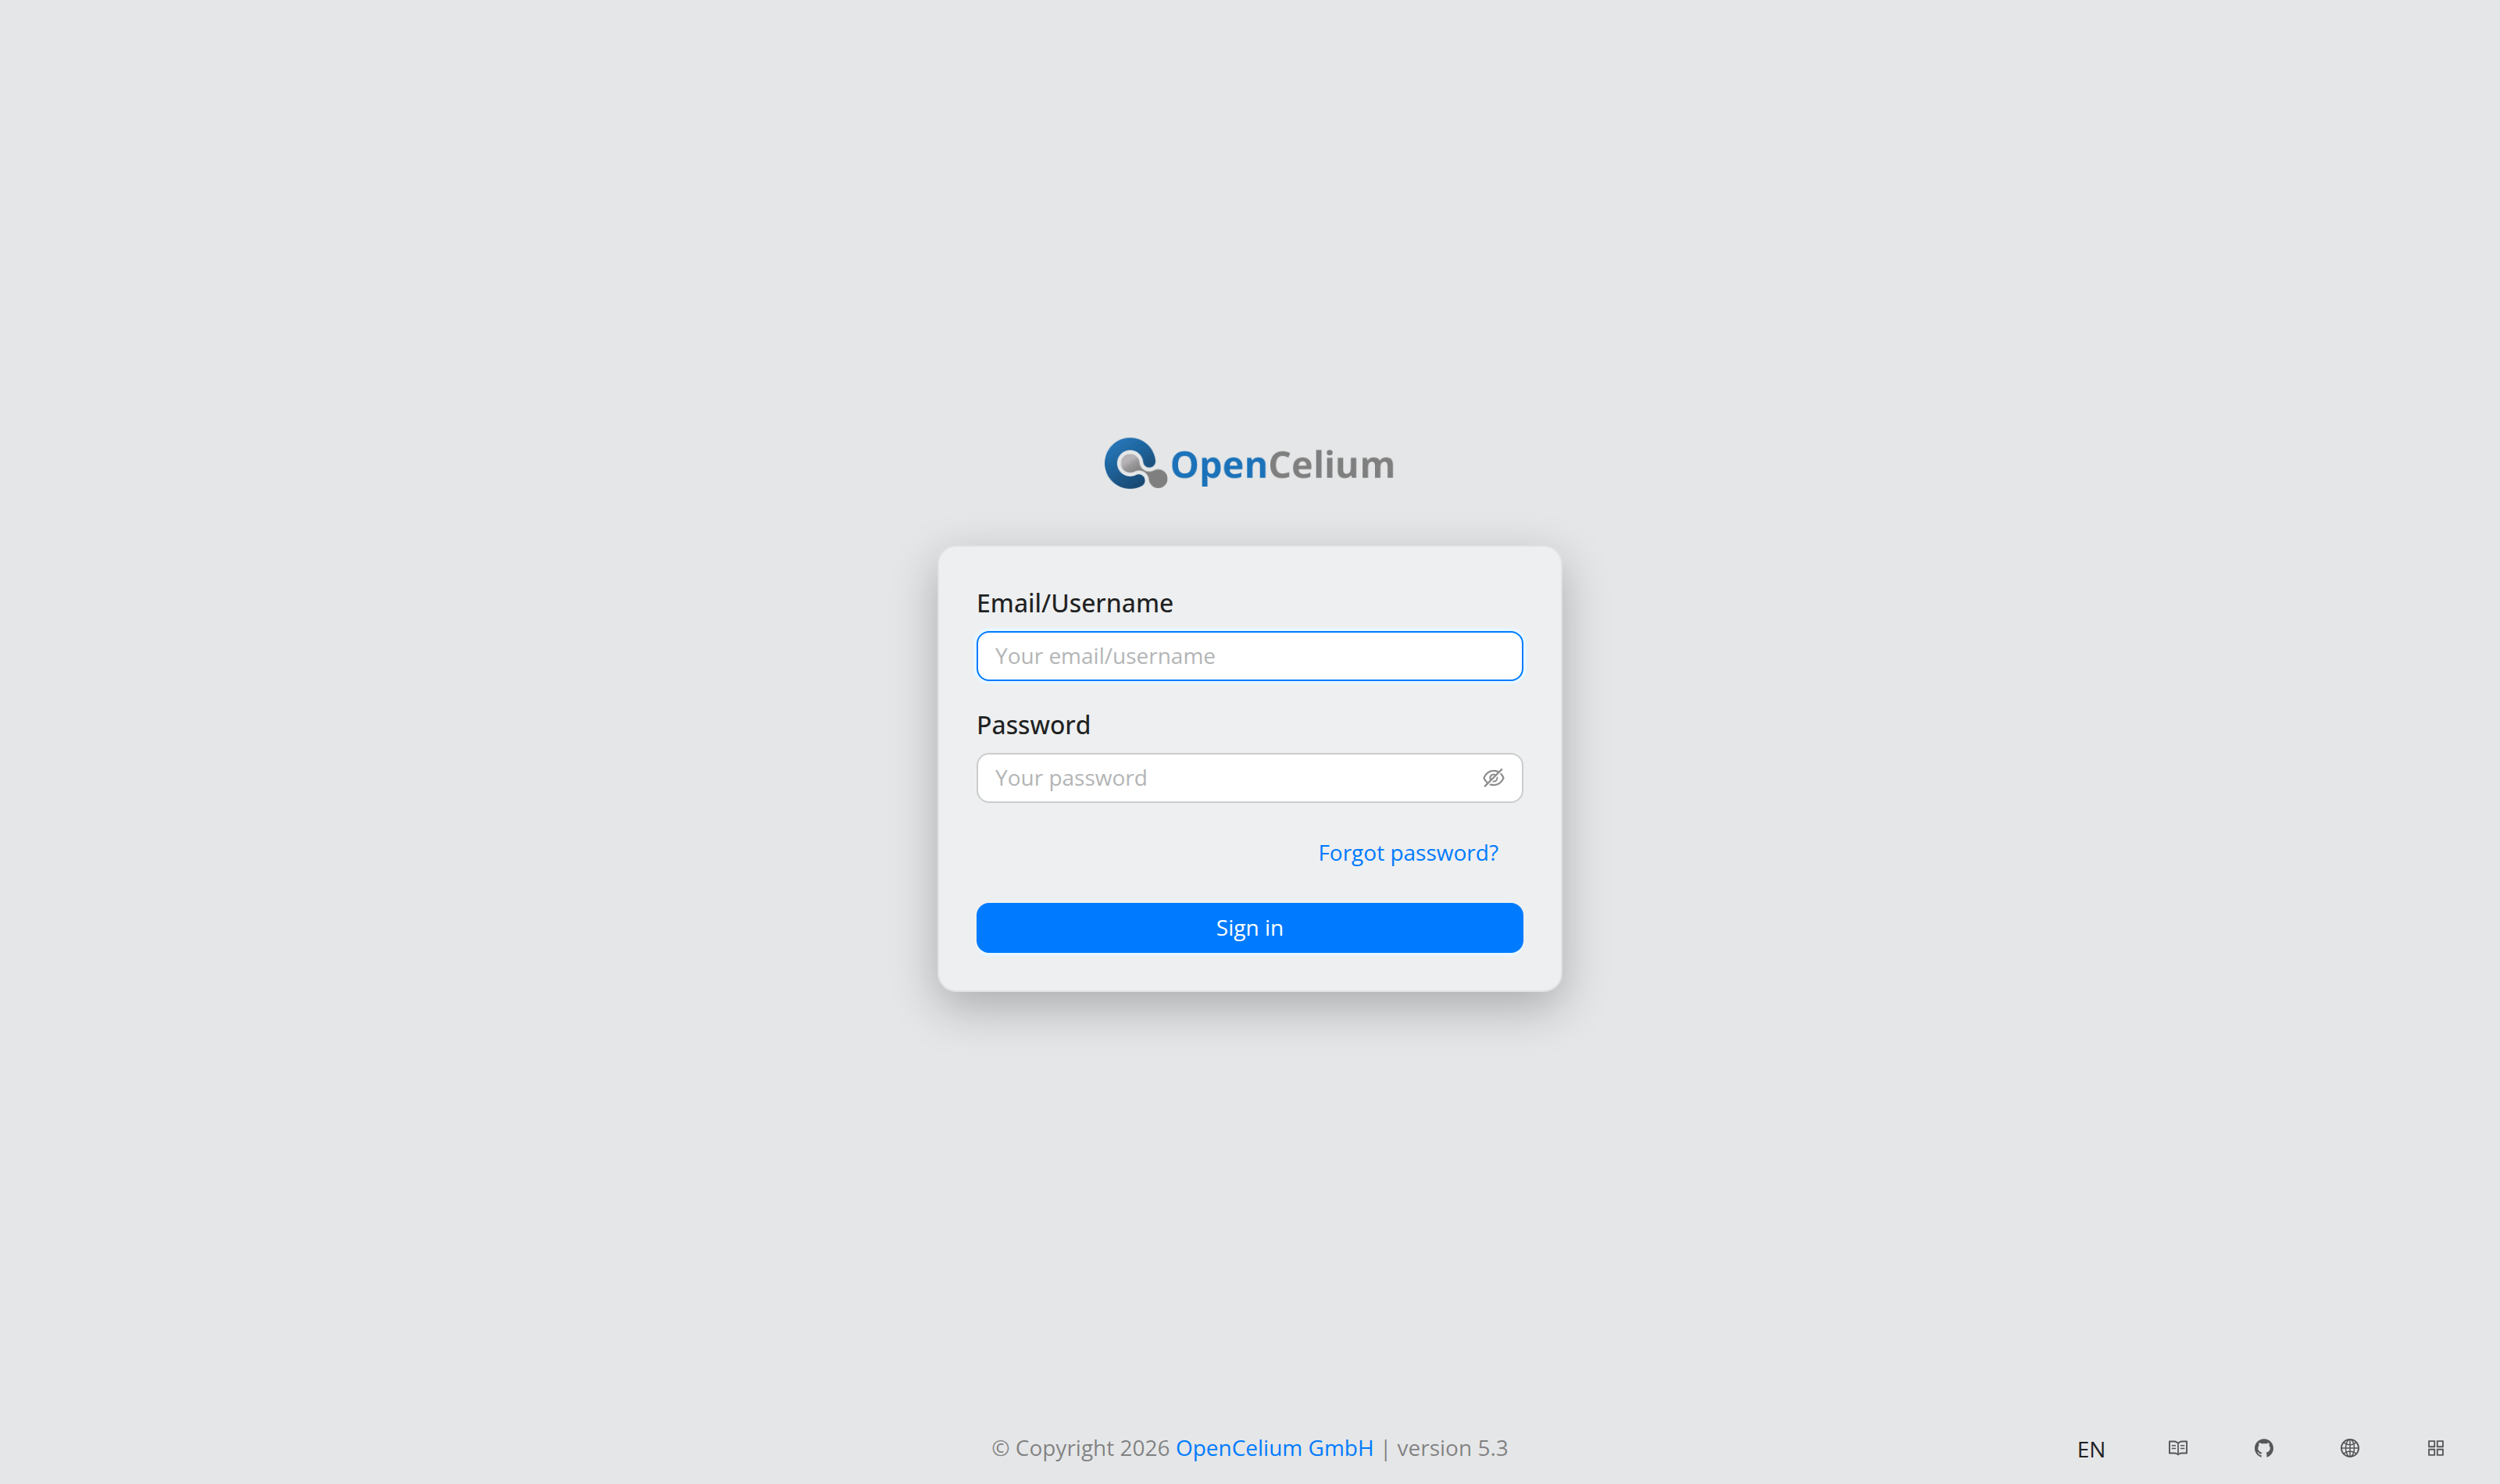 OpenCelium
Email/Username
Your email/username
Password
Your password
Forgot password?
Sign in
© Copyright 2026 OpenCelium GmbH | version 5.3
EN